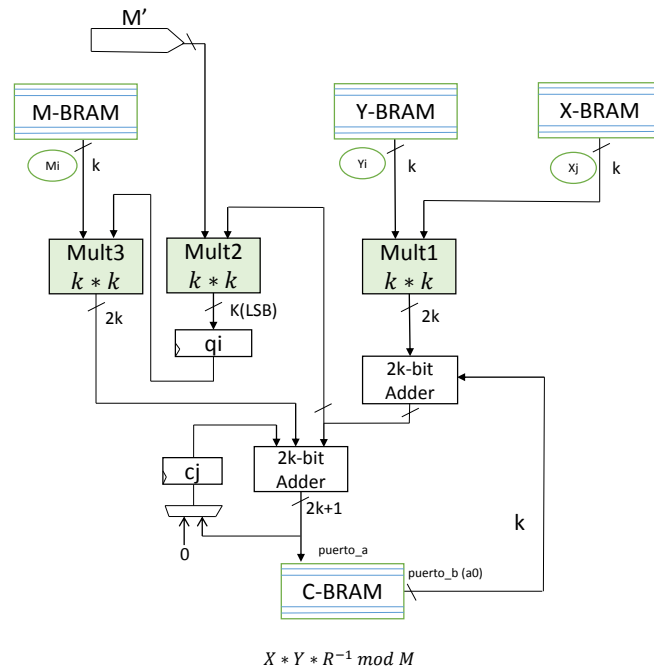 M’
M-BRAM
Y-BRAM
X-BRAM
Mi
k
Yi
k
Xj
k
Mult3
k ∗ k
Mult2
k ∗ k
Mult1
k ∗ k
2k
K(LSB)
2k
qi
2k-bit
Adder
cj
2k-bit
Adder
2k+1
k
0
puerto_a
puerto_b (a0)
C-BRAM
X ∗ Y ∗ R⁻¹ mod M